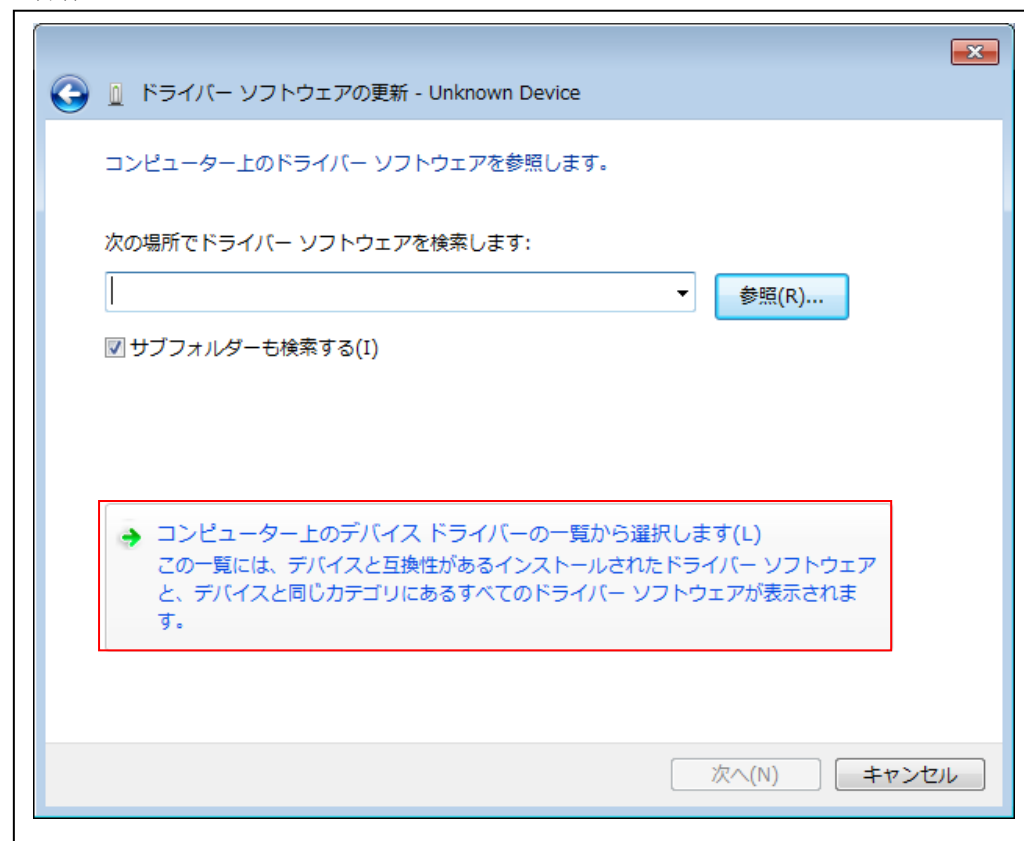 ドライバー ソフトウェアの更新 - Unknown Device
コンピューター上のドライバー ソフトウェアを参照します。
次の場所でドライバー ソフトウェアを検索します:
参照(R)...
サブフォルダーも検索する(I)
コンピューター上のデバイス ドライバーの一覧から選択します(L)
この一覧には、デバイスと互換性があるインストールされたドライバー ソフトウェア
と、デバイスと同じカテゴリにあるすべてのドライバー ソフトウェアが表示されま
す。
次へ(N)
キャンセル